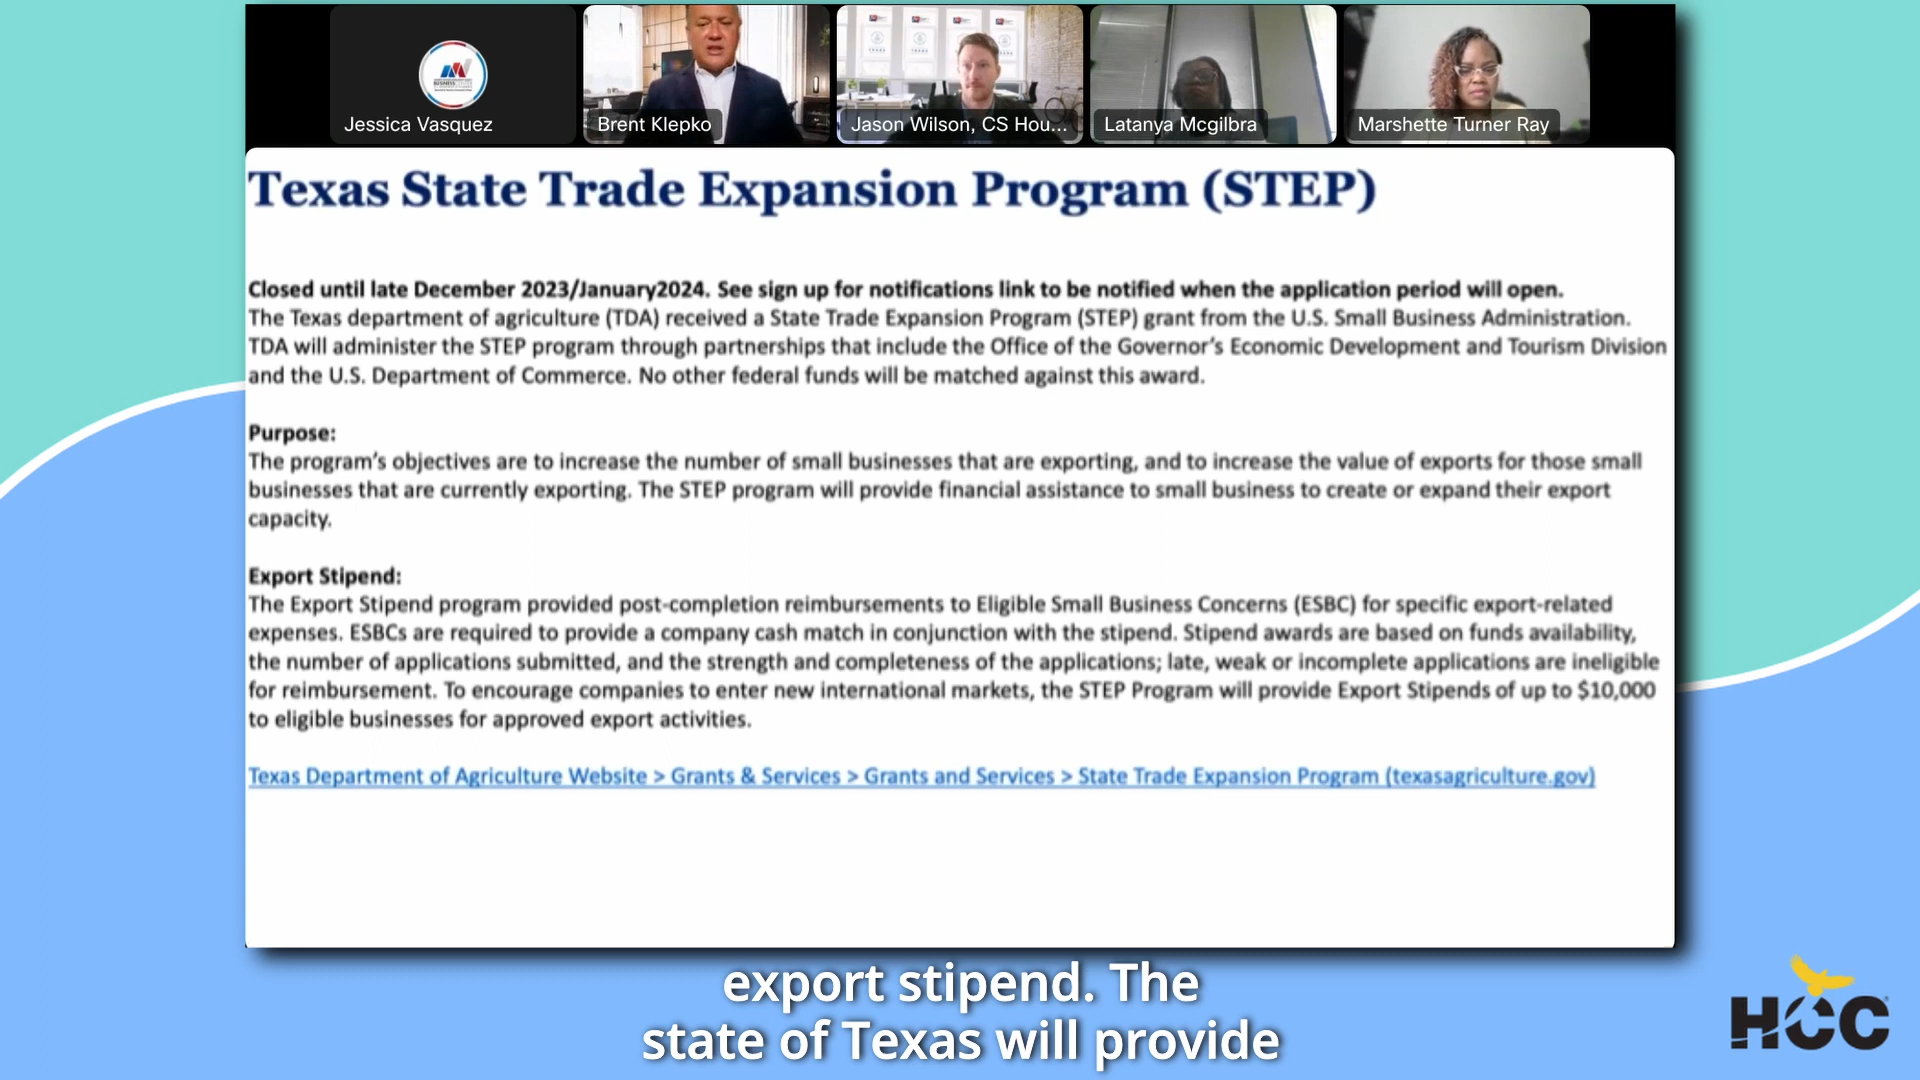 Jessica Vasquez
Brent Klepko
Jason Wilson, CS Hou...
Latanya Mcgilbra
Marshette Turner Ray
Texas State Trade Expansion Program (STEP)
Closed until late December 2023/January2024. See sign up for notifications link to be notified when the application period will open.
The Texas department of agriculture (TDA) received a State Trade Expansion Program (STEP) grant from the U.S. Small Business Administration.
TDA will administer the STEP program through partnerships that include the Office of the Governor's Economic Development and Tourism Division
and the U.S. Department of Commerce. No other federal funds will be matched against this award.
Purpose:
The program's objectives are to increase the number of small businesses that are exporting, and to increase the value of exports for those small
businesses that are currently exporting. The STEP program will provide financial assistance to small business to create or expand their export
capacity.
Export Stipend:
The Export Stipend program provided post-completion reimbursements to Eligible Small Business Concerns (ESBC) for specific export-related
expenses. ESBCs are required to provide a company cash match in conjunction with the stipend. Stipend awards are based on funds availability,
the number of applications submitted, and the strength and completeness of the applications; late, weak or incomplete applications are ineligible
for reimbursement. To encourage companies to enter new international markets, the STEP Program will provide Export Stipends of up to $10,000
to eligible businesses for approved export activities.
Texas Department of Agriculture Website > Grants & Services > Grants and Services > State Trade Expansion Program (texasagriculture.gov)
export stipend. The
state of Texas will provide
HCC